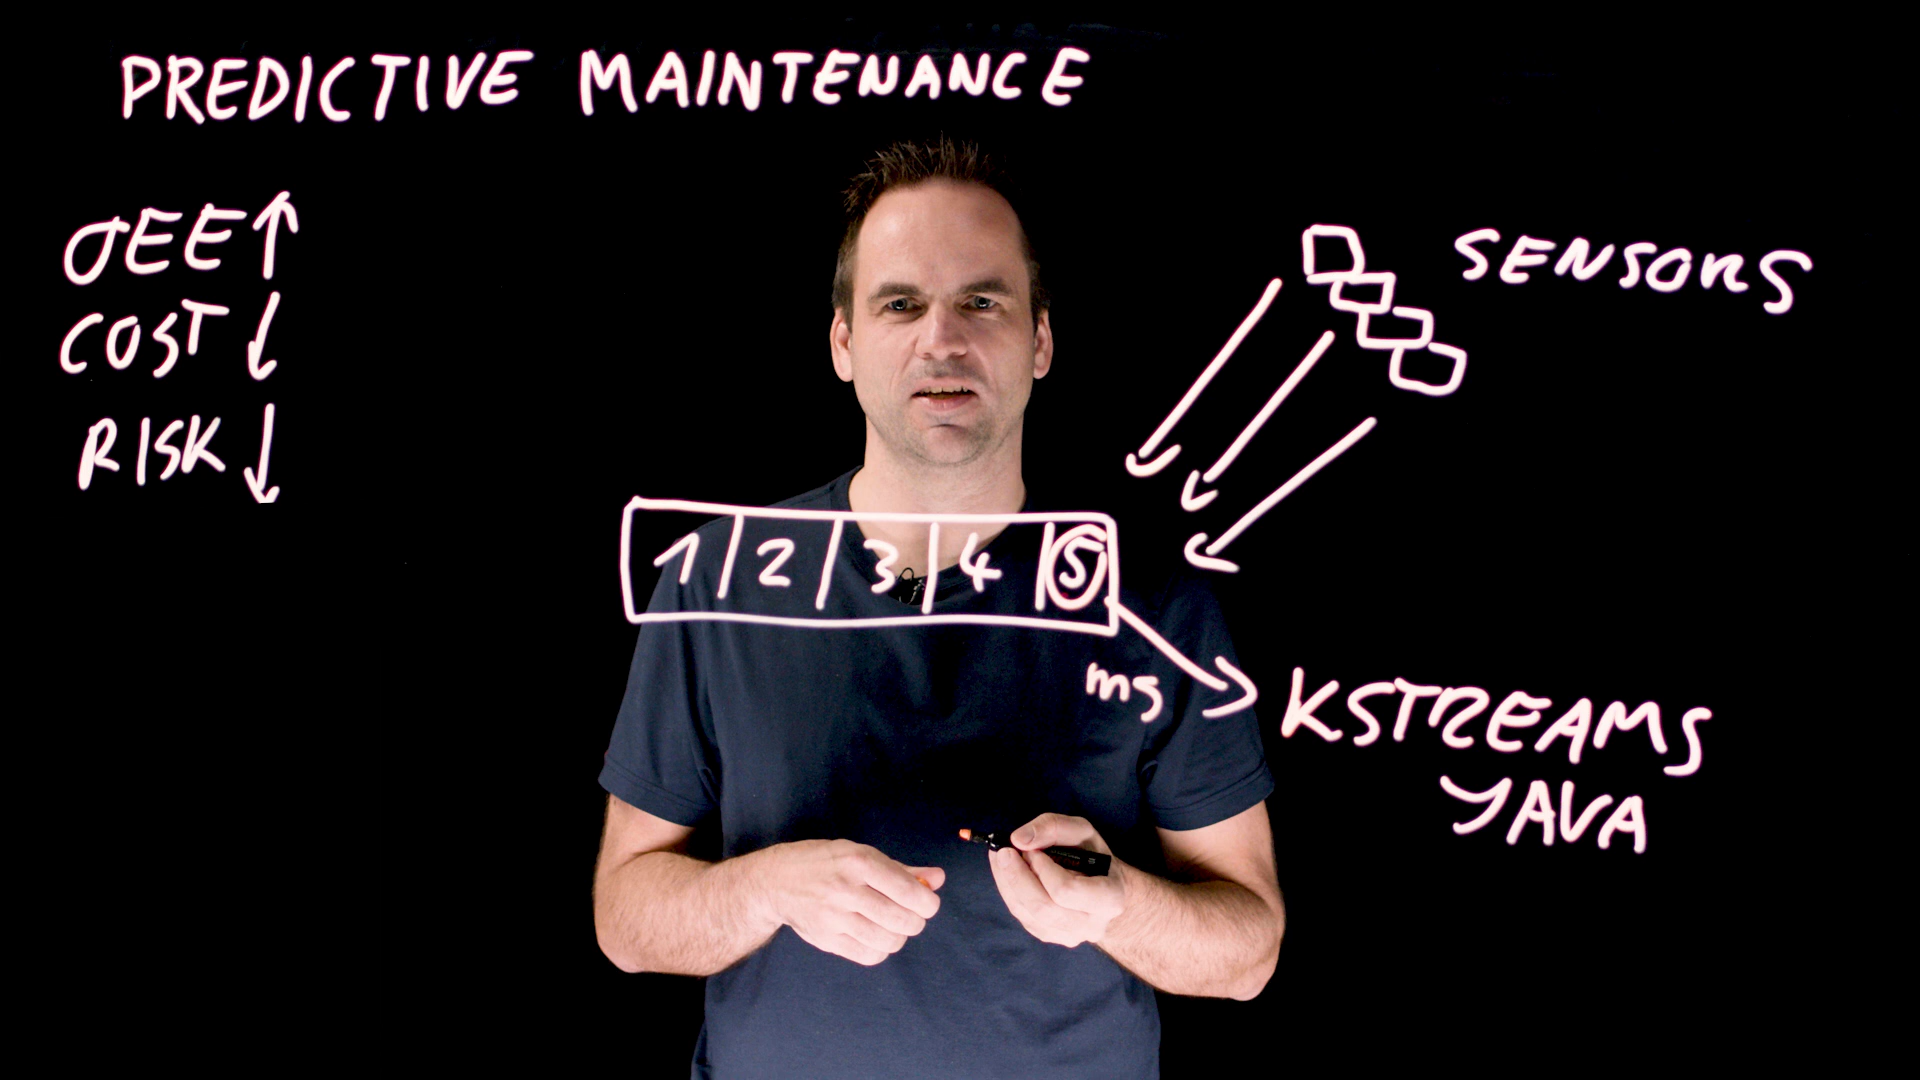 PREDICTIVE MAINTENANCE
OEE↑
COST↓
RISK↓
SENSORS
1 2 3 4 5
ms
KSTREAMS
JAVA